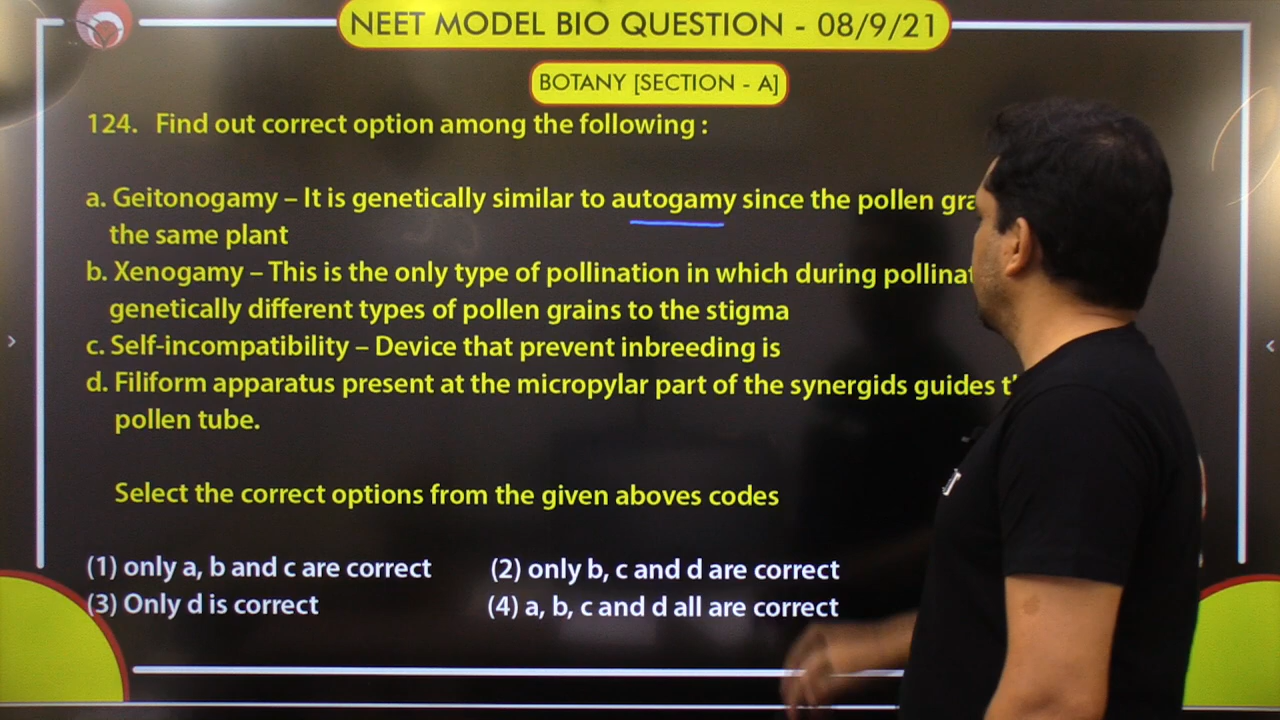 NEET MODEL BIO QUESTION - 08/9/21
BOTANY [SECTION - A]
124. Find out correct option among the following :
a. Geitonogamy – It is genetically similar to autogamy since the pollen
the same plant
b. Xenogamy – This is the only type of pollination in which during
genetically different types of pollen grains to the stigma
c. Self-incompatibility – Device that prevent inbreeding is
d. Filiform apparatus present at the micropylar part of the synergids guides
pollen tube.
Select the correct options from the given aboves codes
(1) only a, b and c are correct
(2) only b, c and d are correct
(3) Only d is correct
(4) a, b, c and d all are correct